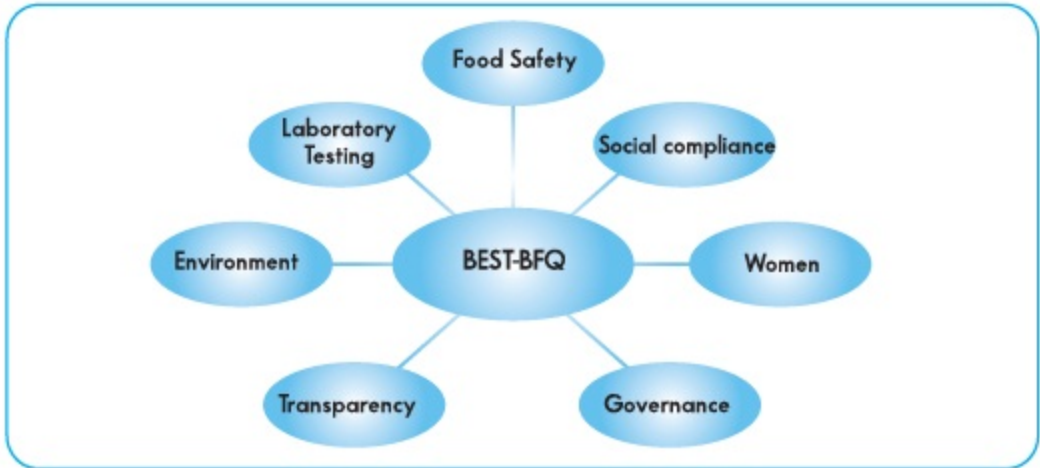 Food Safety
Laboratory
Testing
Social compliance
Environment
BEST-BFQ
Women
Transparency
Governance